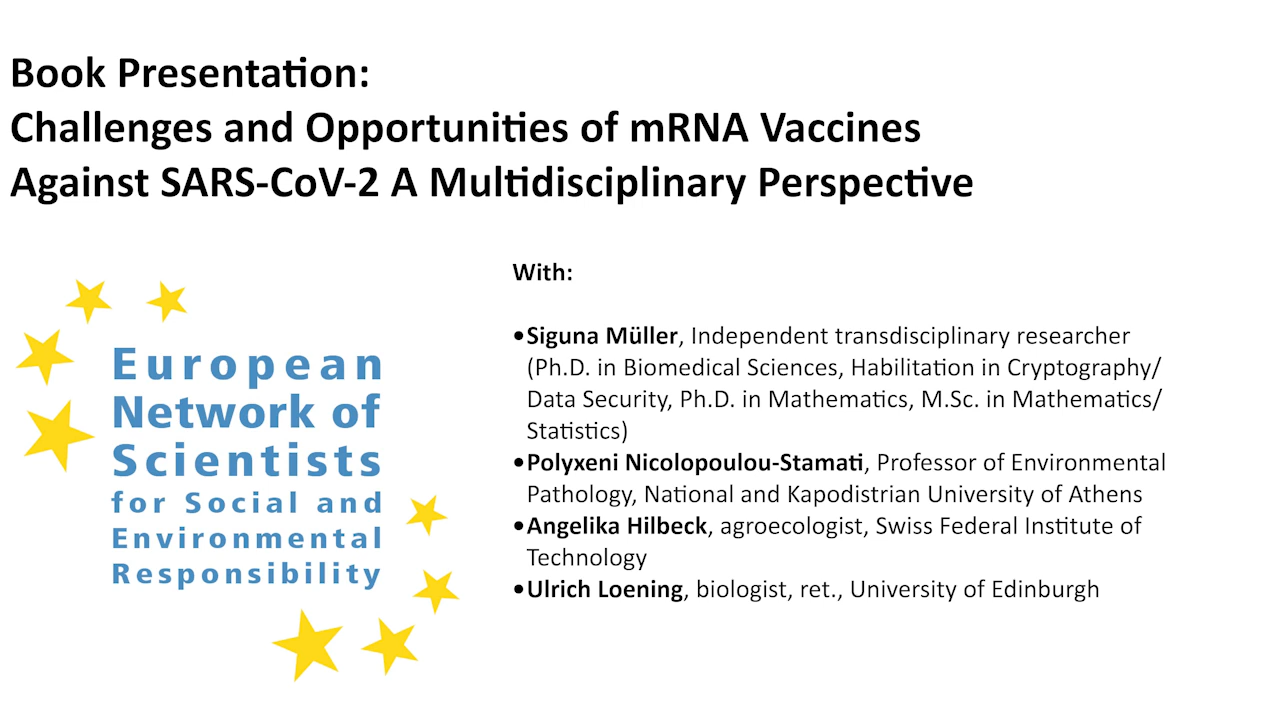 Book Presentation:
Challenges and Opportunities of mRNA Vaccines
Against SARS-CoV-2 A Multidisciplinary Perspective
European
Network of
Scientists
for Social and
Environmental
Responsibility
With:
•Siguna Müller, Independent transdisciplinary researcher
(Ph.D. in Biomedical Sciences, Habilitation in Cryptography/
Data Security, Ph.D. in Mathematics, M.Sc. in Mathematics/
Statistics)
•Polyxeni Nicolopoulou-Stamati, Professor of Environmental
Pathology, National and Kapodistrian University of Athens
•Angelika Hilbeck, agroecologist, Swiss Federal Institute of
Technology
•Ulrich Loening, biologist, ret., University of Edinburgh